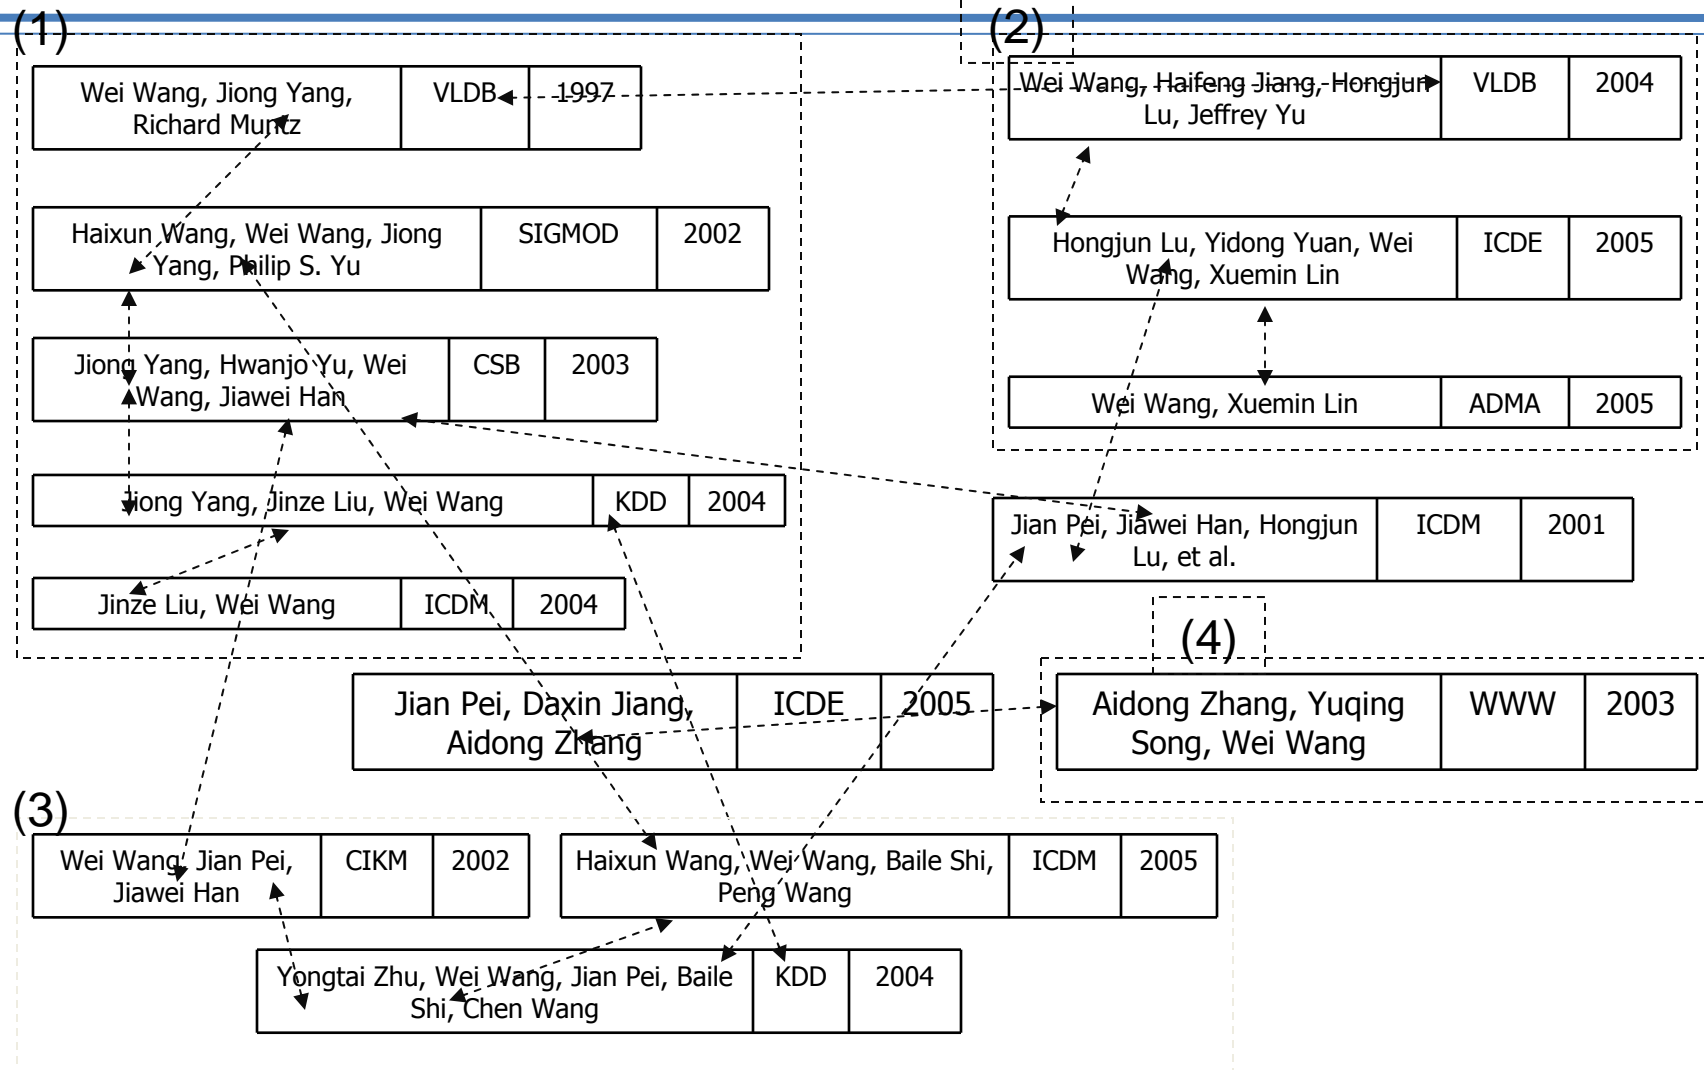 (1)
Wei Wang, Jiong Yang, Richard Muntz VLDB 1997
Haixun Wang, Wei Wang, Jiong Yang, Philip S. Yu SIGMOD 2002
Jiong Yang, Hwanjo Yu, Wei Wang, Jiawei Han CSB 2003
Jiong Yang, Jinze Liu, Wei Wang KDD 2004
Jinze Liu, Wei Wang ICDM 2004
(2)
Wei Wang, Haifeng Jiang, Hongjun Lu, Jeffrey Yu VLDB 2004
Hongjun Lu, Yidong Yuan, Wei Wang, Xuemin Lin ICDE 2005
Wei Wang, Xuemin Lin ADMA 2005
Jian Pei, Jiawei Han, Hongjun Lu, et al. ICDM 2001
Jian Pei, Daxin Jiang, Aidong Zhang ICDE 2005
(4)
Aidong Zhang, Yuqing Song, Wei Wang WWW 2003
(3)
Wei Wang, Jian Pei, Jiawei Han CIKM 2002
Haixun Wang, Wei Wang, Baile Shi, Peng Wang ICDM 2005
Yongtai Zhu, Wei Wang, Jian Pei, Baile Shi, Chen Wang KDD 2004